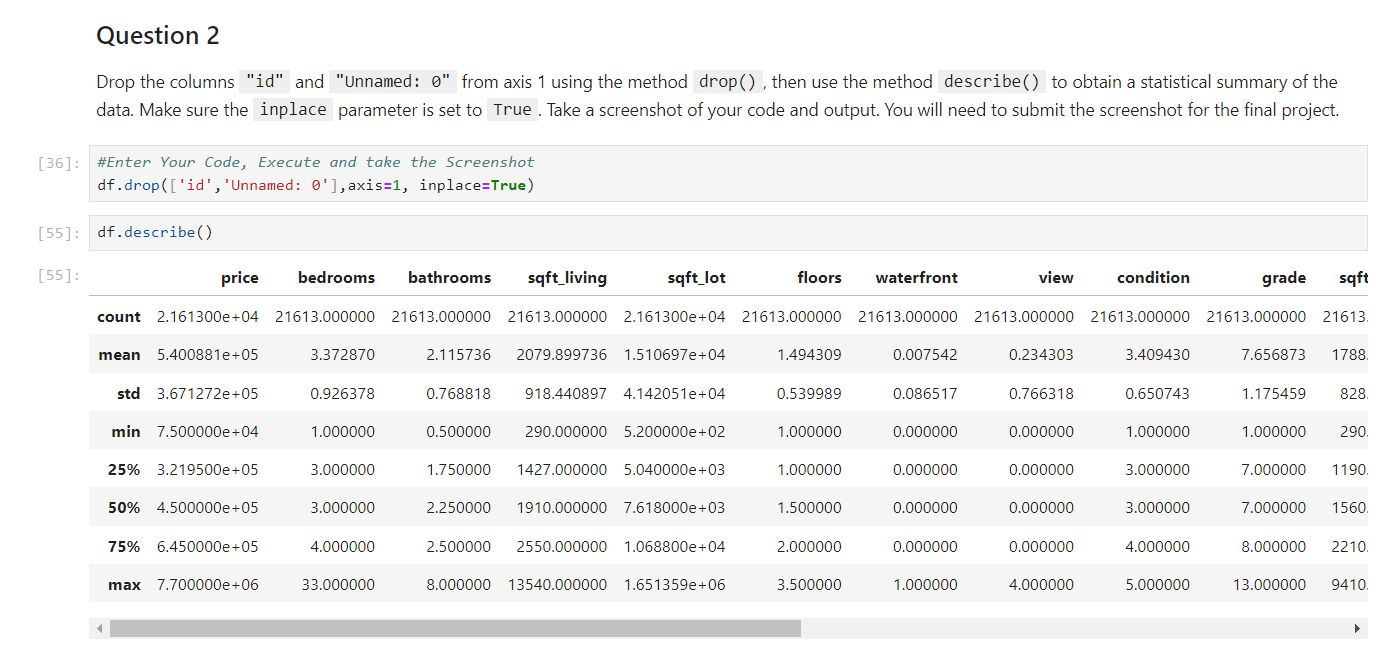 Question 2
Drop the columns "id" and "Unnamed: 0" from axis 1 using the method drop(), then use the method describe() to obtain a statistical summary of the
data. Make sure the inplace parameter is set to True. Take a screenshot of your code and output. You will need to submit the screenshot for the final project.
[36]: #Enter Your Code, Execute and take the Screenshot
df.drop(['id','Unnamed: 0'],axis=1, inplace=True)
[55]: df.describe()
[55]: price bedrooms bathrooms sqft_living sqft_lot floors waterfront view condition grade sqft
count 2.161300e+04 21613.000000 21613.000000 21613.000000 2.161300e+04 21613.000000 21613.000000 21613.000000 21613.000000 21613.000000 21613.
mean 5.400881e+05 3.372870 2.115736 2079.899736 1.510697e+04 1.494309 0.007542 0.234303 3.409430 7.656873 1788.
std 3.671272e+05 0.926378 0.768818 918.440897 4.142051e+04 0.539989 0.086517 0.766318 0.650743 1.175459 828.
min 7.500000e+04 1.000000 0.500000 290.000000 5.200000e+02 1.000000 0.000000 0.000000 1.000000 1.000000 290.
25% 3.219500e+05 3.000000 1.750000 1427.000000 5.040000e+03 1.000000 0.000000 0.000000 3.000000 7.000000 1190.
50% 4.500000e+05 3.000000 2.250000 1910.000000 7.618000e+03 1.500000 0.000000 0.000000 3.000000 7.000000 1560.
75% 6.450000e+05 4.000000 2.500000 2550.000000 1.068800e+04 2.000000 0.000000 0.000000 4.000000 8.000000 2210.
max 7.700000e+06 33.000000 8.000000 13540.000000 1.651359e+06 3.500000 1.000000 4.000000 5.000000 13.000000 9410.